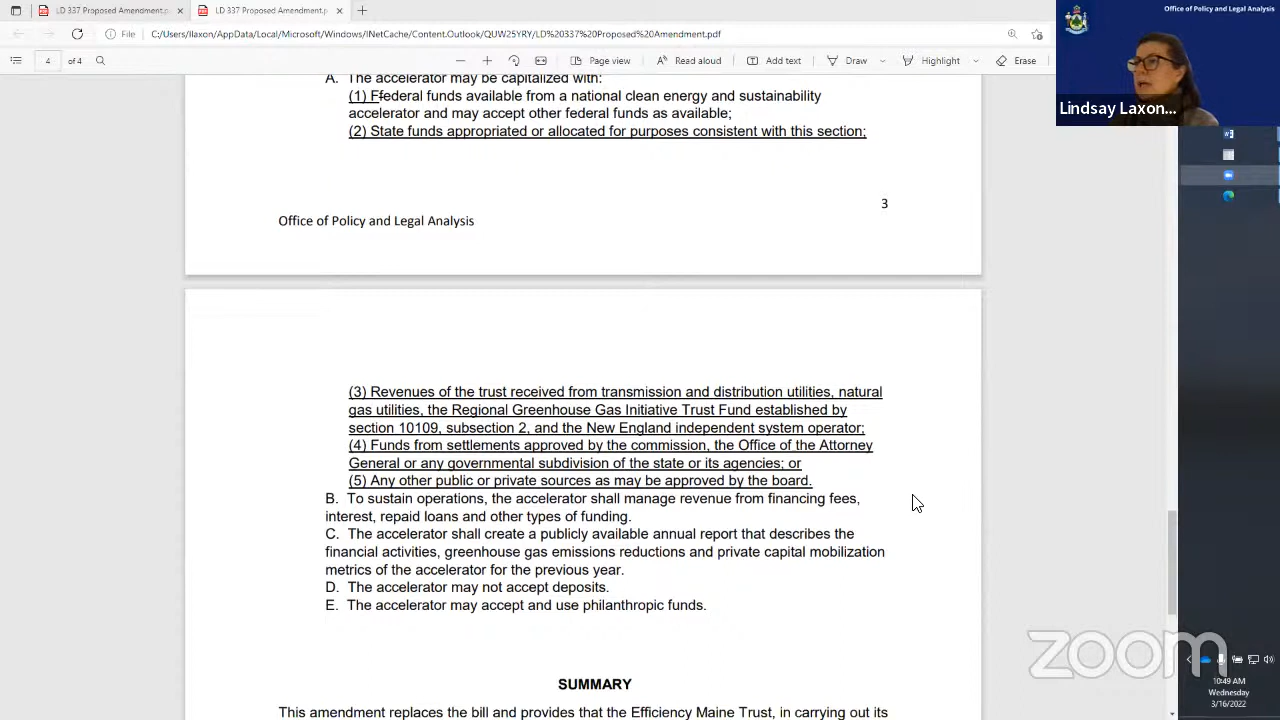 LD 337 Proposed Amendment.pdf
LD 337 Proposed Amendment.pdf
Office of Policy and Legal Analysis
File
C:/Users/llaxon/AppData/Local/Microsoft/Windows/INetCache/Content.Outlook/QUW25YRY/LD%20337%20Proposed%20Amendment.pdf
4 of 4
Page view
Read aloud
Add text
Draw
Highlight
Erase
Lindsay Laxon...
A. The accelerator may be capitalized with:
(1) Ffederal funds available from a national clean energy and sustainability
accelerator and may accept other federal funds as available;
(2) State funds appropriated or allocated for purposes consistent with this section;
3
Office of Policy and Legal Analysis
(3) Revenues of the trust received from transmission and distribution utilities, natural
gas utilities, the Regional Greenhouse Gas Initiative Trust Fund established by
section 10109, subsection 2, and the New England independent system operator;
(4) Funds from settlements approved by the commission, the Office of the Attorney
General or any governmental subdivision of the state or its agencies; or
(5) Any other public or private sources as may be approved by the board.
B. To sustain operations, the accelerator shall manage revenue from financing fees,
interest, repaid loans and other types of funding.
C. The accelerator shall create a publicly available annual report that describes the
financial activities, greenhouse gas emissions reductions and private capital mobilization
metrics of the accelerator for the previous year.
D. The accelerator may not accept deposits.
E. The accelerator may accept and use philanthropic funds.
SUMMARY
This amendment replaces the bill and provides that the Efficiency Maine Trust, in carrying out its
zoom
10:49 AM
Wednesday
3/16/2022